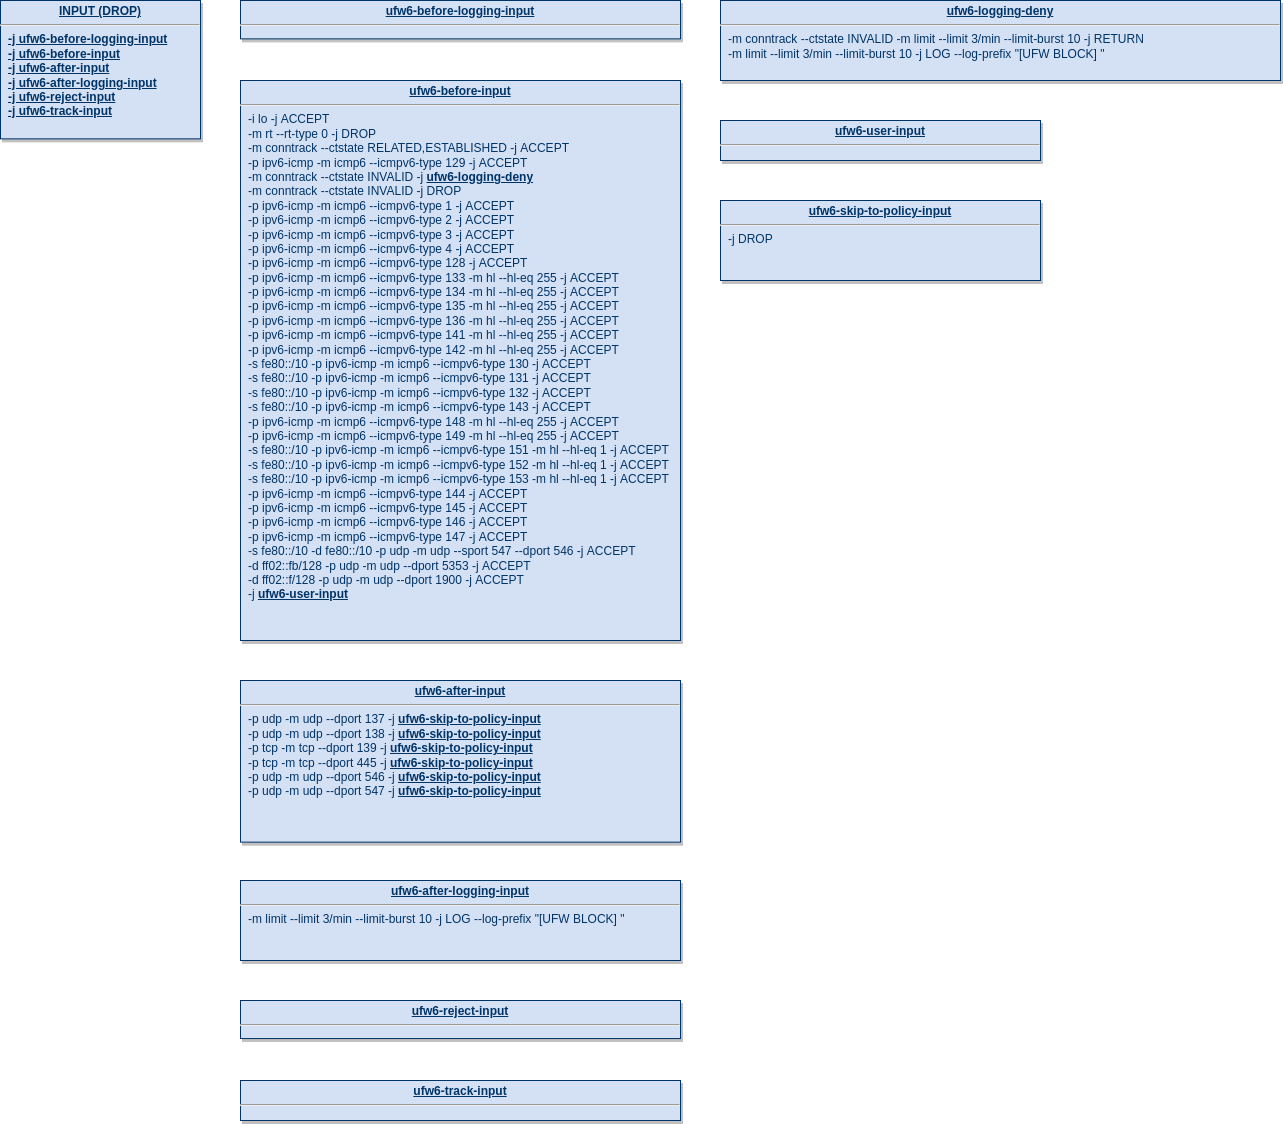 INPUT (DROP)
-j ufw6-before-logging-input
-j ufw6-before-input
-j ufw6-after-input
-j ufw6-after-logging-input
-j ufw6-reject-input
-j ufw6-track-input
ufw6-before-logging-input
ufw6-before-input
-i lo -j ACCEPT
-m rt --rt-type 0 -j DROP
-m conntrack --ctstate RELATED,ESTABLISHED -j ACCEPT
-p ipv6-icmp -m icmp6 --icmpv6-type 129 -j ACCEPT
-m conntrack --ctstate INVALID -j ufw6-logging-deny
-m conntrack --ctstate INVALID -j DROP
-p ipv6-icmp -m icmp6 --icmpv6-type 1 -j ACCEPT
-p ipv6-icmp -m icmp6 --icmpv6-type 2 -j ACCEPT
-p ipv6-icmp -m icmp6 --icmpv6-type 3 -j ACCEPT
-p ipv6-icmp -m icmp6 --icmpv6-type 4 -j ACCEPT
-p ipv6-icmp -m icmp6 --icmpv6-type 128 -j ACCEPT
-p ipv6-icmp -m icmp6 --icmpv6-type 133 -m hl --hl-eq 255 -j ACCEPT
-p ipv6-icmp -m icmp6 --icmpv6-type 134 -m hl --hl-eq 255 -j ACCEPT
-p ipv6-icmp -m icmp6 --icmpv6-type 135 -m hl --hl-eq 255 -j ACCEPT
-p ipv6-icmp -m icmp6 --icmpv6-type 136 -m hl --hl-eq 255 -j ACCEPT
-p ipv6-icmp -m icmp6 --icmpv6-type 141 -m hl --hl-eq 255 -j ACCEPT
-p ipv6-icmp -m icmp6 --icmpv6-type 142 -m hl --hl-eq 255 -j ACCEPT
-s fe80::/10 -p ipv6-icmp -m icmp6 --icmpv6-type 130 -j ACCEPT
-s fe80::/10 -p ipv6-icmp -m icmp6 --icmpv6-type 131 -j ACCEPT
-s fe80::/10 -p ipv6-icmp -m icmp6 --icmpv6-type 132 -j ACCEPT
-s fe80::/10 -p ipv6-icmp -m icmp6 --icmpv6-type 143 -j ACCEPT
-p ipv6-icmp -m icmp6 --icmpv6-type 148 -m hl --hl-eq 255 -j ACCEPT
-p ipv6-icmp -m icmp6 --icmpv6-type 149 -m hl --hl-eq 255 -j ACCEPT
-s fe80::/10 -p ipv6-icmp -m icmp6 --icmpv6-type 151 -m hl --hl-eq 1 -j ACCEPT
-s fe80::/10 -p ipv6-icmp -m icmp6 --icmpv6-type 152 -m hl --hl-eq 1 -j ACCEPT
-s fe80::/10 -p ipv6-icmp -m icmp6 --icmpv6-type 153 -m hl --hl-eq 1 -j ACCEPT
-p ipv6-icmp -m icmp6 --icmpv6-type 144 -j ACCEPT
-p ipv6-icmp -m icmp6 --icmpv6-type 145 -j ACCEPT
-p ipv6-icmp -m icmp6 --icmpv6-type 146 -j ACCEPT
-p ipv6-icmp -m icmp6 --icmpv6-type 147 -j ACCEPT
-s fe80::/10 -d fe80::/10 -p udp -m udp --sport 547 --dport 546 -j ACCEPT
-d ff02::fb/128 -p udp -m udp --dport 5353 -j ACCEPT
-d ff02::f/128 -p udp -m udp --dport 1900 -j ACCEPT
-j ufw6-user-input
ufw6-after-input
-p udp -m udp --dport 137 -j ufw6-skip-to-policy-input
-p udp -m udp --dport 138 -j ufw6-skip-to-policy-input
-p tcp -m tcp --dport 139 -j ufw6-skip-to-policy-input
-p tcp -m tcp --dport 445 -j ufw6-skip-to-policy-input
-p udp -m udp --dport 546 -j ufw6-skip-to-policy-input
-p udp -m udp --dport 547 -j ufw6-skip-to-policy-input
ufw6-after-logging-input
-m limit --limit 3/min --limit-burst 10 -j LOG --log-prefix "[UFW BLOCK] "
ufw6-reject-input
ufw6-track-input
ufw6-logging-deny
-m conntrack --ctstate INVALID -m limit --limit 3/min --limit-burst 10 -j RETURN
-m limit --limit 3/min --limit-burst 10 -j LOG --log-prefix "[UFW BLOCK] "
ufw6-user-input
ufw6-skip-to-policy-input
-j DROP